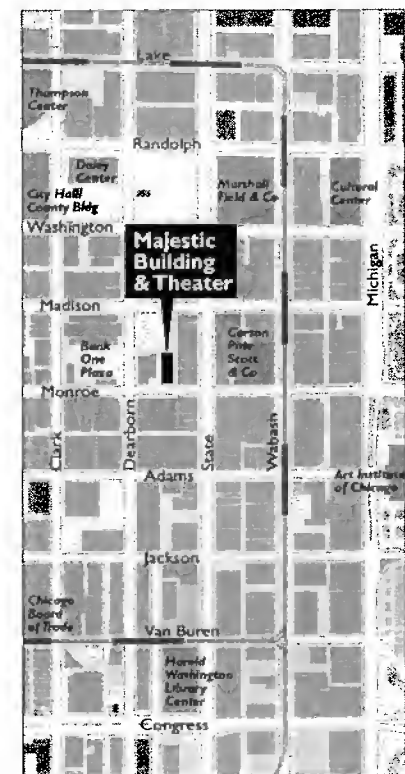 Lake
Thompson
Center
Randolph
Daley
Center
City Hall
County Bldg
Marshall
Field & Co
Cultural
Center
Washington
Majestic
Building
& Theater
Michigan
Madison
Bank
One
Plaza
Carson
Pirie
Scott
& Co
Monroe
Clark
Dearborn
State
Wabash
Adams
Art Institute
of Chicago
Jackson
Chicago
Board
of Trade
Van Buren
Harold
Washington
Library
Center
Congress